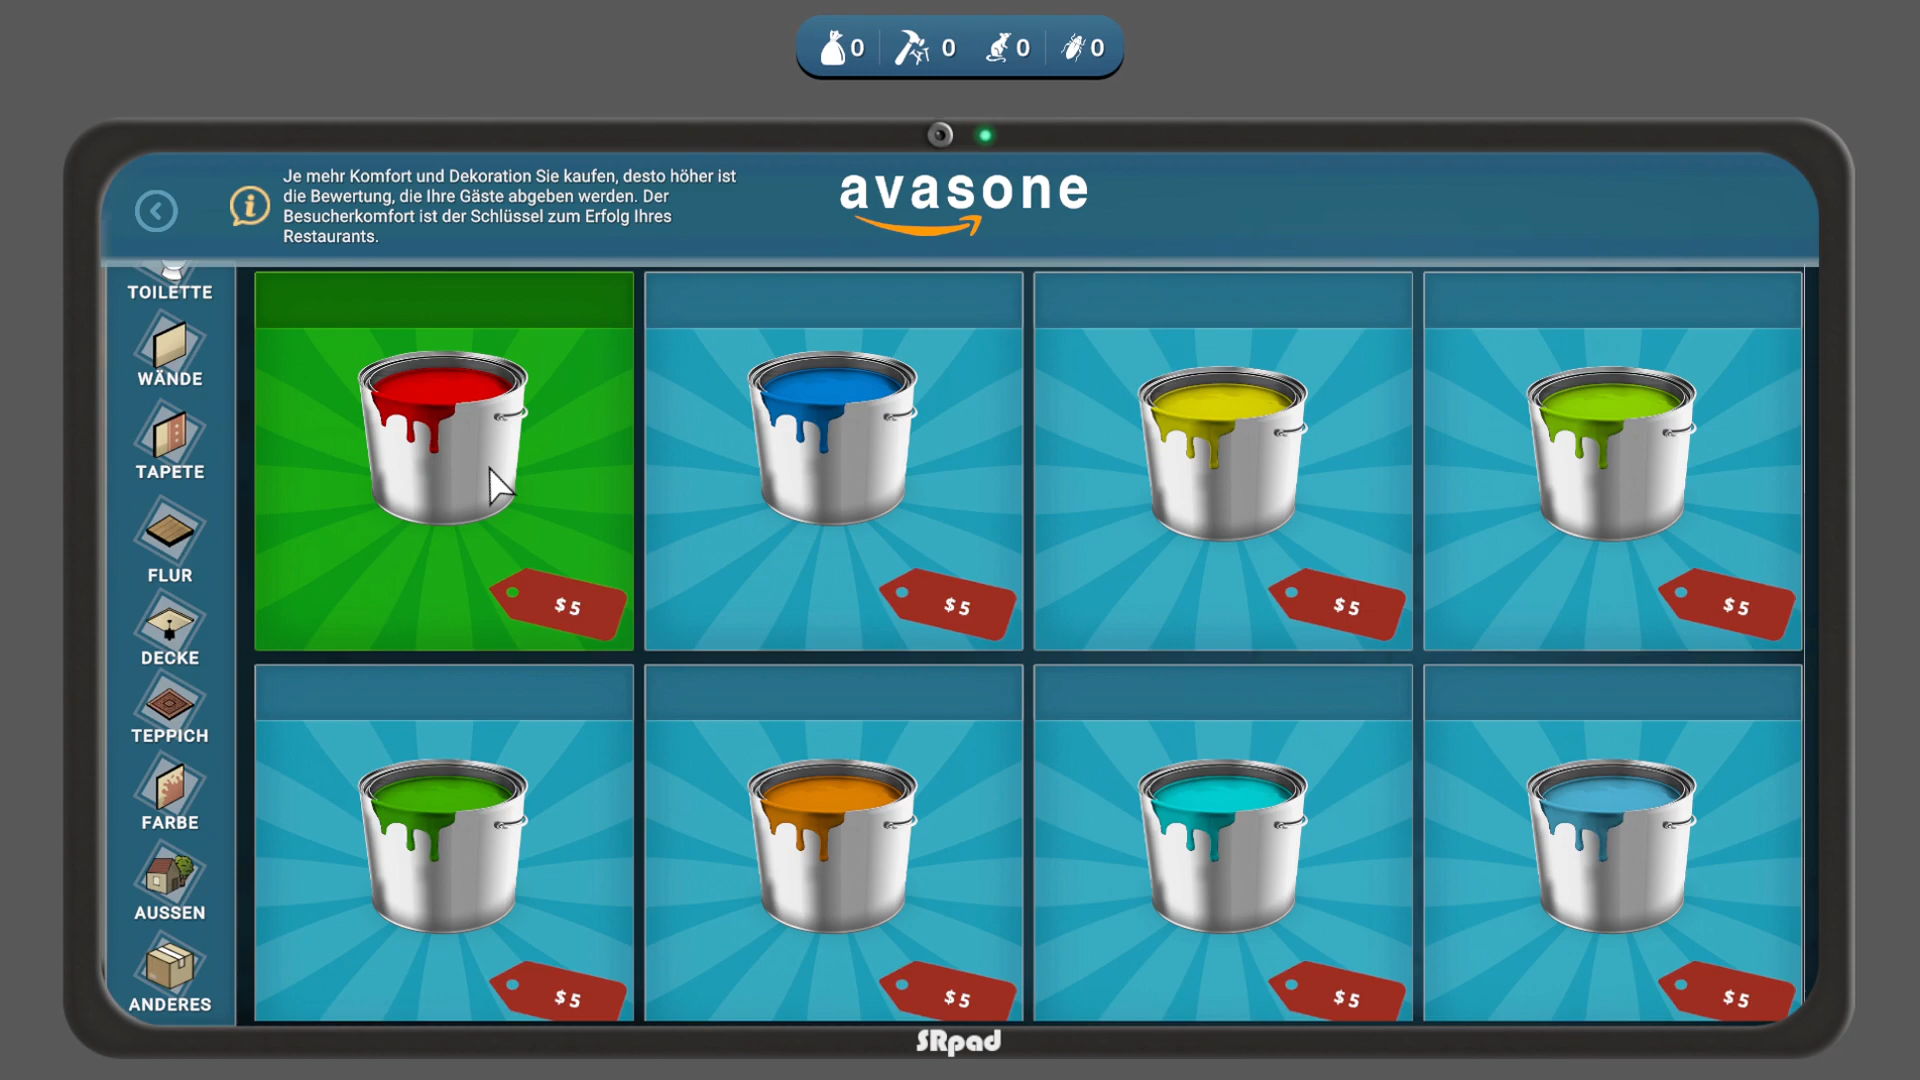 0 0 0 0
Je mehr Komfort und Dekoration Sie kaufen, desto höher ist
die Bewertung, die Ihre Gäste abgeben werden. Der
Besucherkomfort ist der Schlüssel zum Erfolg Ihres
Restaurants.
avasone
TOILETTE
WÄNDE
TAPETE
FLUR
DECKE
TEPPICH
FARBE
AUSSEN
ANDERES
$ 5
$ 5
$ 5
$ 5
$ 5
$ 5
$ 5
$ 5
SRpad